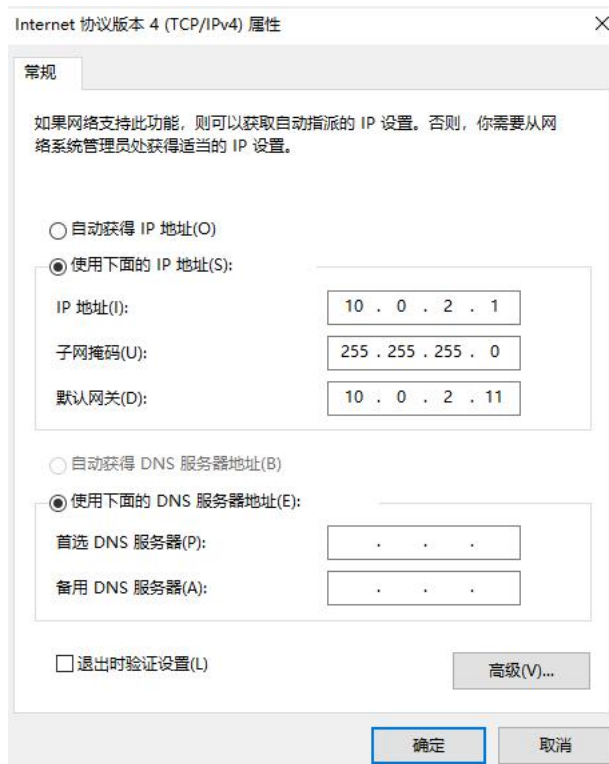 Internet 协议版本 4 (TCP/IPv4) 属性
常规
如果网络支持此功能，则可以获取自动指派的 IP 设置。否则，你需要从网
络系统管理员处获得适当的 IP 设置。
自动获得 IP 地址(O)
使用下面的 IP 地址(S):
IP 地址(I): 10 . 0 . 2 . 1
子网掩码(U): 255 . 255 . 255 . 0
默认网关(D): 10 . 0 . 2 . 11
自动获得 DNS 服务器地址(B)
使用下面的 DNS 服务器地址(E):
首选 DNS 服务器(P): . . .
备用 DNS 服务器(A): . . .
退出时验证设置(L)
高级(V)...
确定 取消